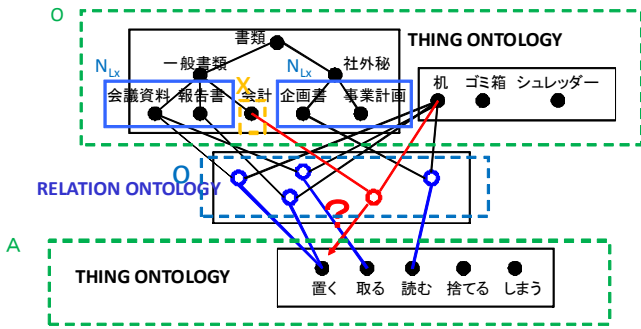 O
書類
THING ONTOLOGY
一般書類
社外秘
N_Lx
X
N_Lx
机
ゴミ箱
シュレッダー
会議資料
報告書
会計
企画書
事業計画
O
RELATION ONTOLOGY
?
A
THING ONTOLOGY
置く
取る
読む
捨てる
しまう